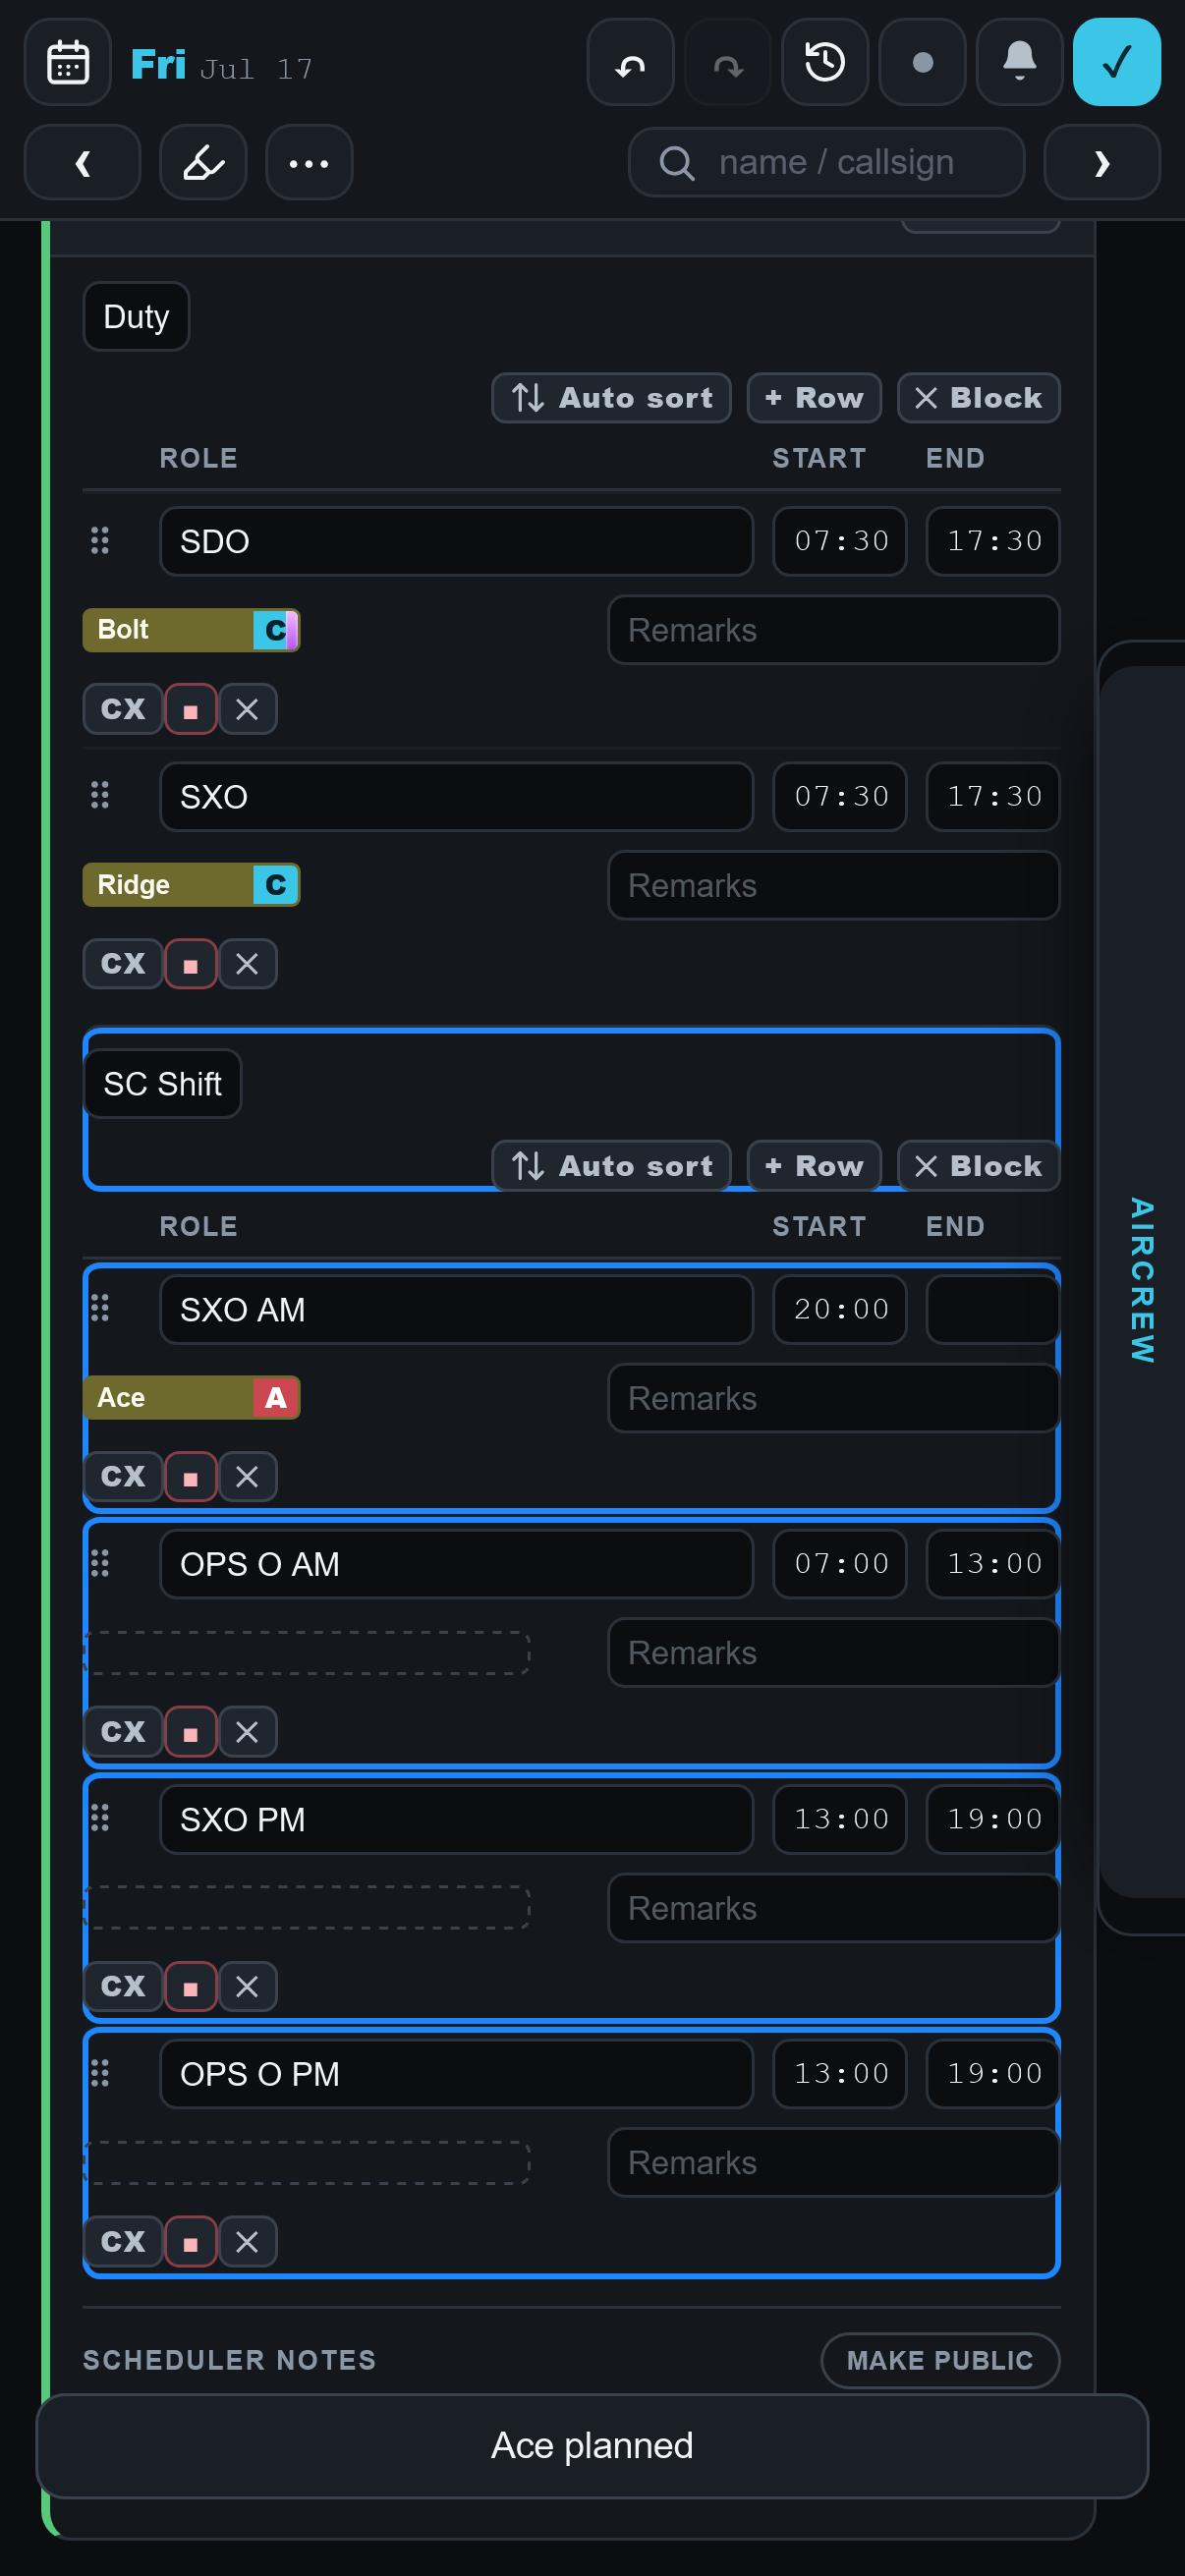 Fri Jul 17
name / callsign
Duty
Auto sort + Row × Block
ROLE START END
SDO 07:30 17:30
Bolt C Remarks
CX ×
SXO 07:30 17:30
Ridge C Remarks
CX ×
SC Shift
Auto sort + Row × Block
ROLE START END
SXO AM 20:00
Ace A Remarks
CX ×
OPS O AM 07:00 13:00
Remarks
CX ×
SXO PM 13:00 19:00
Remarks
CX ×
OPS O PM 13:00 19:00
Remarks
CX ×
SCHEDULER NOTES MAKE PUBLIC
Ace planned
AIRCREW